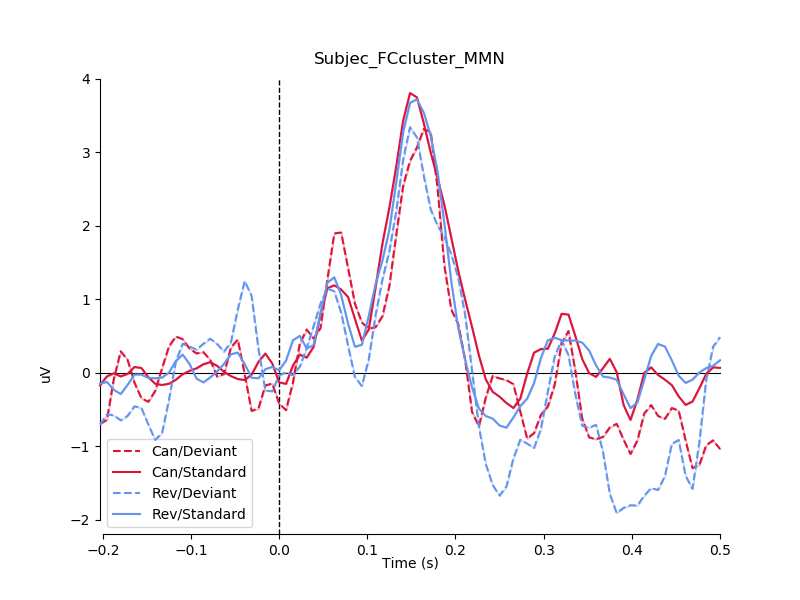 Subjec_FCcluster_MMN
4
3
2
1
0
−1
−2
uV
Can/Deviant
Can/Standard
Rev/Deviant
Rev/Standard
−0.2 −0.1 0.0 0.1 0.2 0.3 0.4 0.5
Time (s)